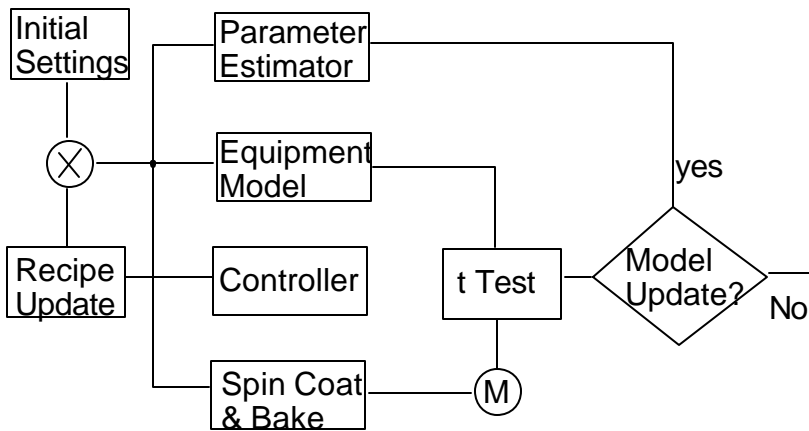 Initial
Settings
Parameter
Estimator
X
Equipment
Model
yes
Recipe
Update
Controller
t Test
Model
Update?
No
Spin Coat
& Bake
M